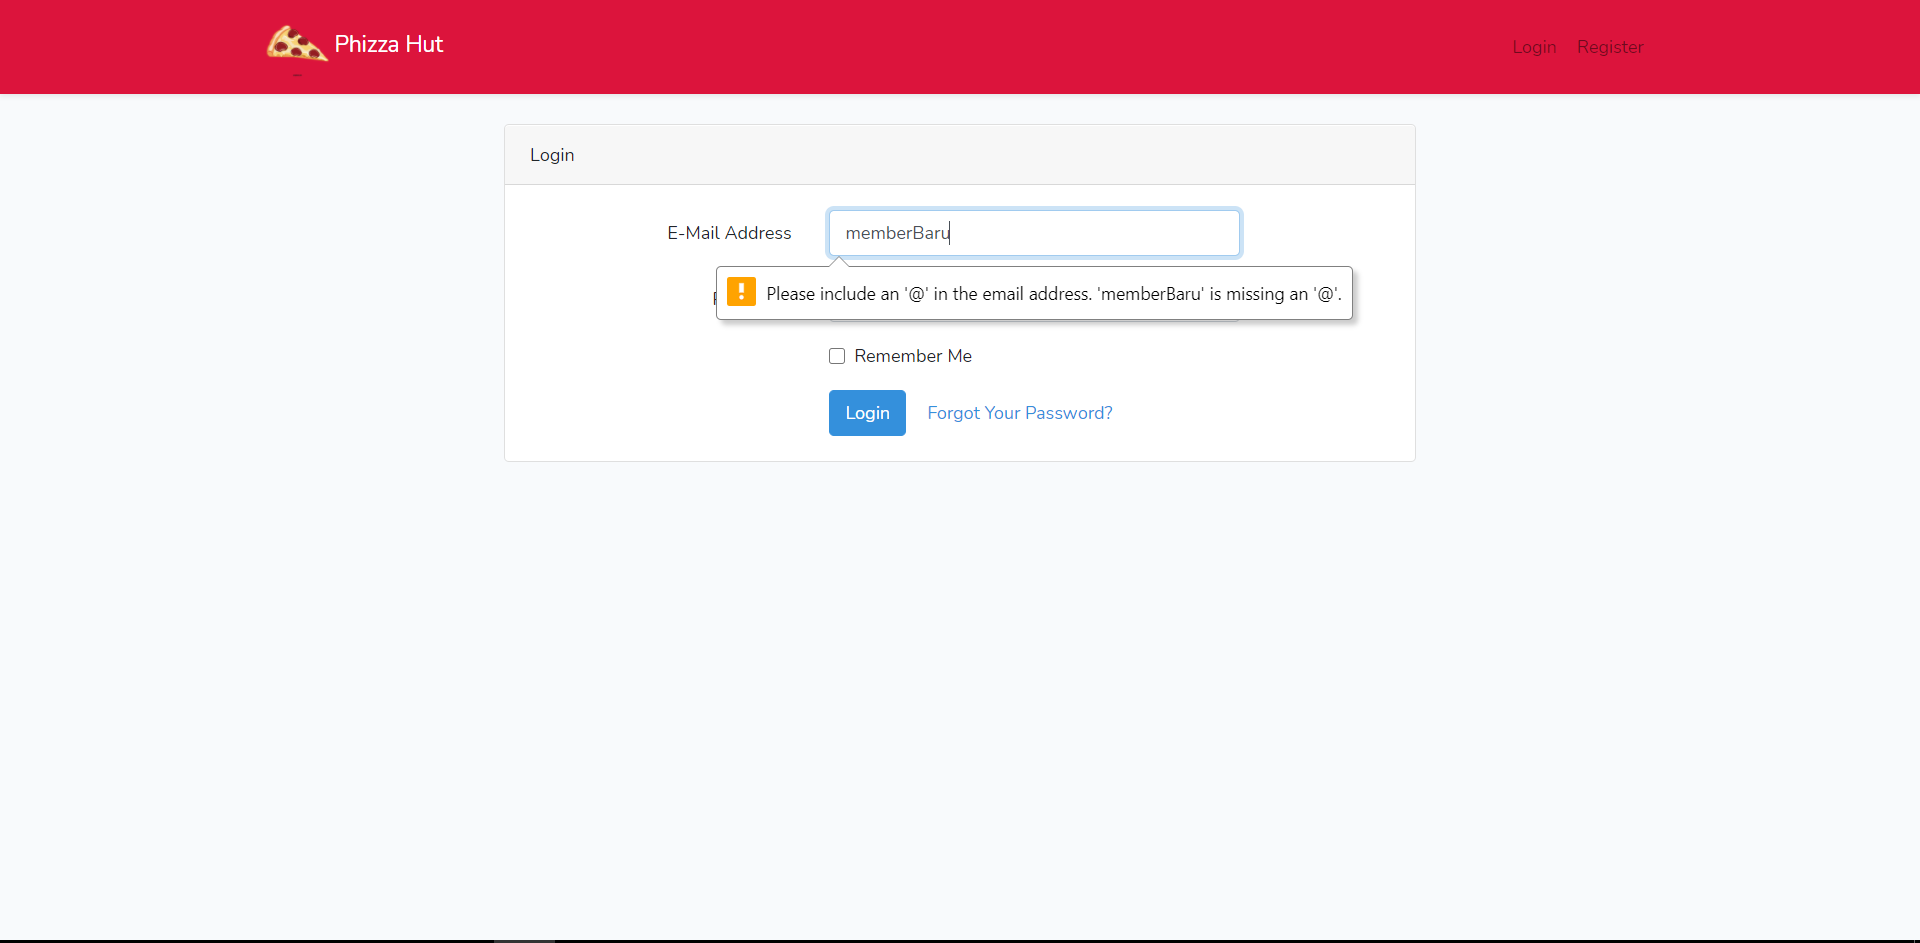 Phizza Hut
Login Register
Login
E-Mail Address
memberBaru
Please include an '@' in the email address. 'memberBaru' is missing an '@'.
Remember Me
Login Forgot Your Password?